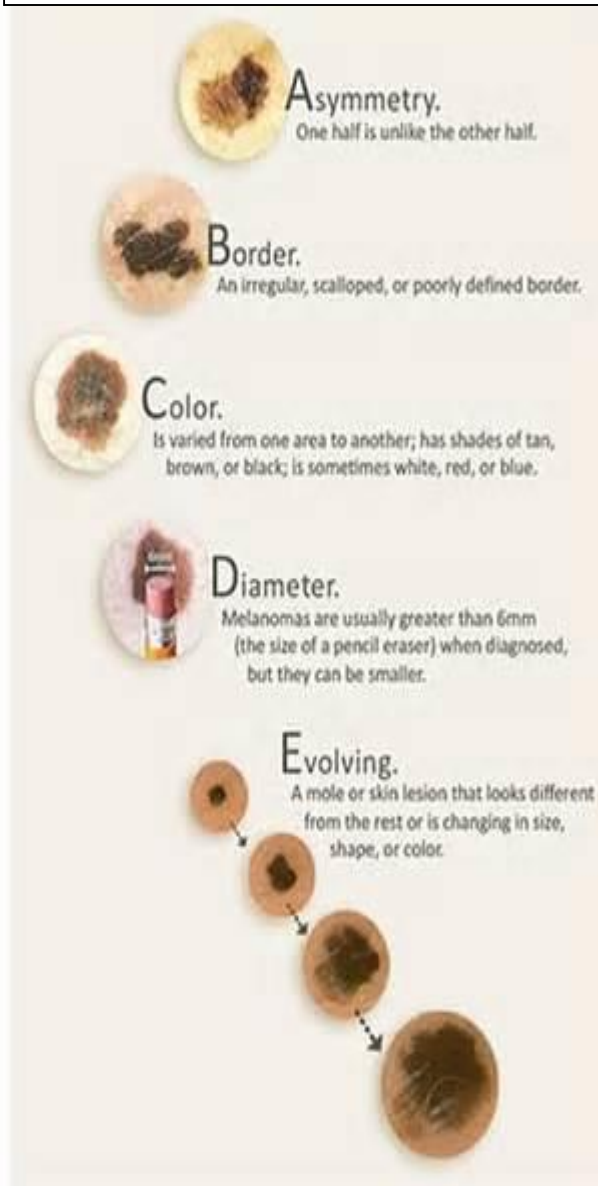 Asymmetry.
One half is unlike the other half.
Border.
An irregular, scalloped, or poorly defined border.
Color.
Is varied from one area to another; has shades of tan,
brown, or black; is sometimes white, red, or blue.
Diameter.
Melanomas are usually greater than 6mm
(the size of a pencil eraser) when diagnosed,
but they can be smaller.
Evolving.
A mole or skin lesion that looks different
from the rest or is changing in size,
shape, or color.